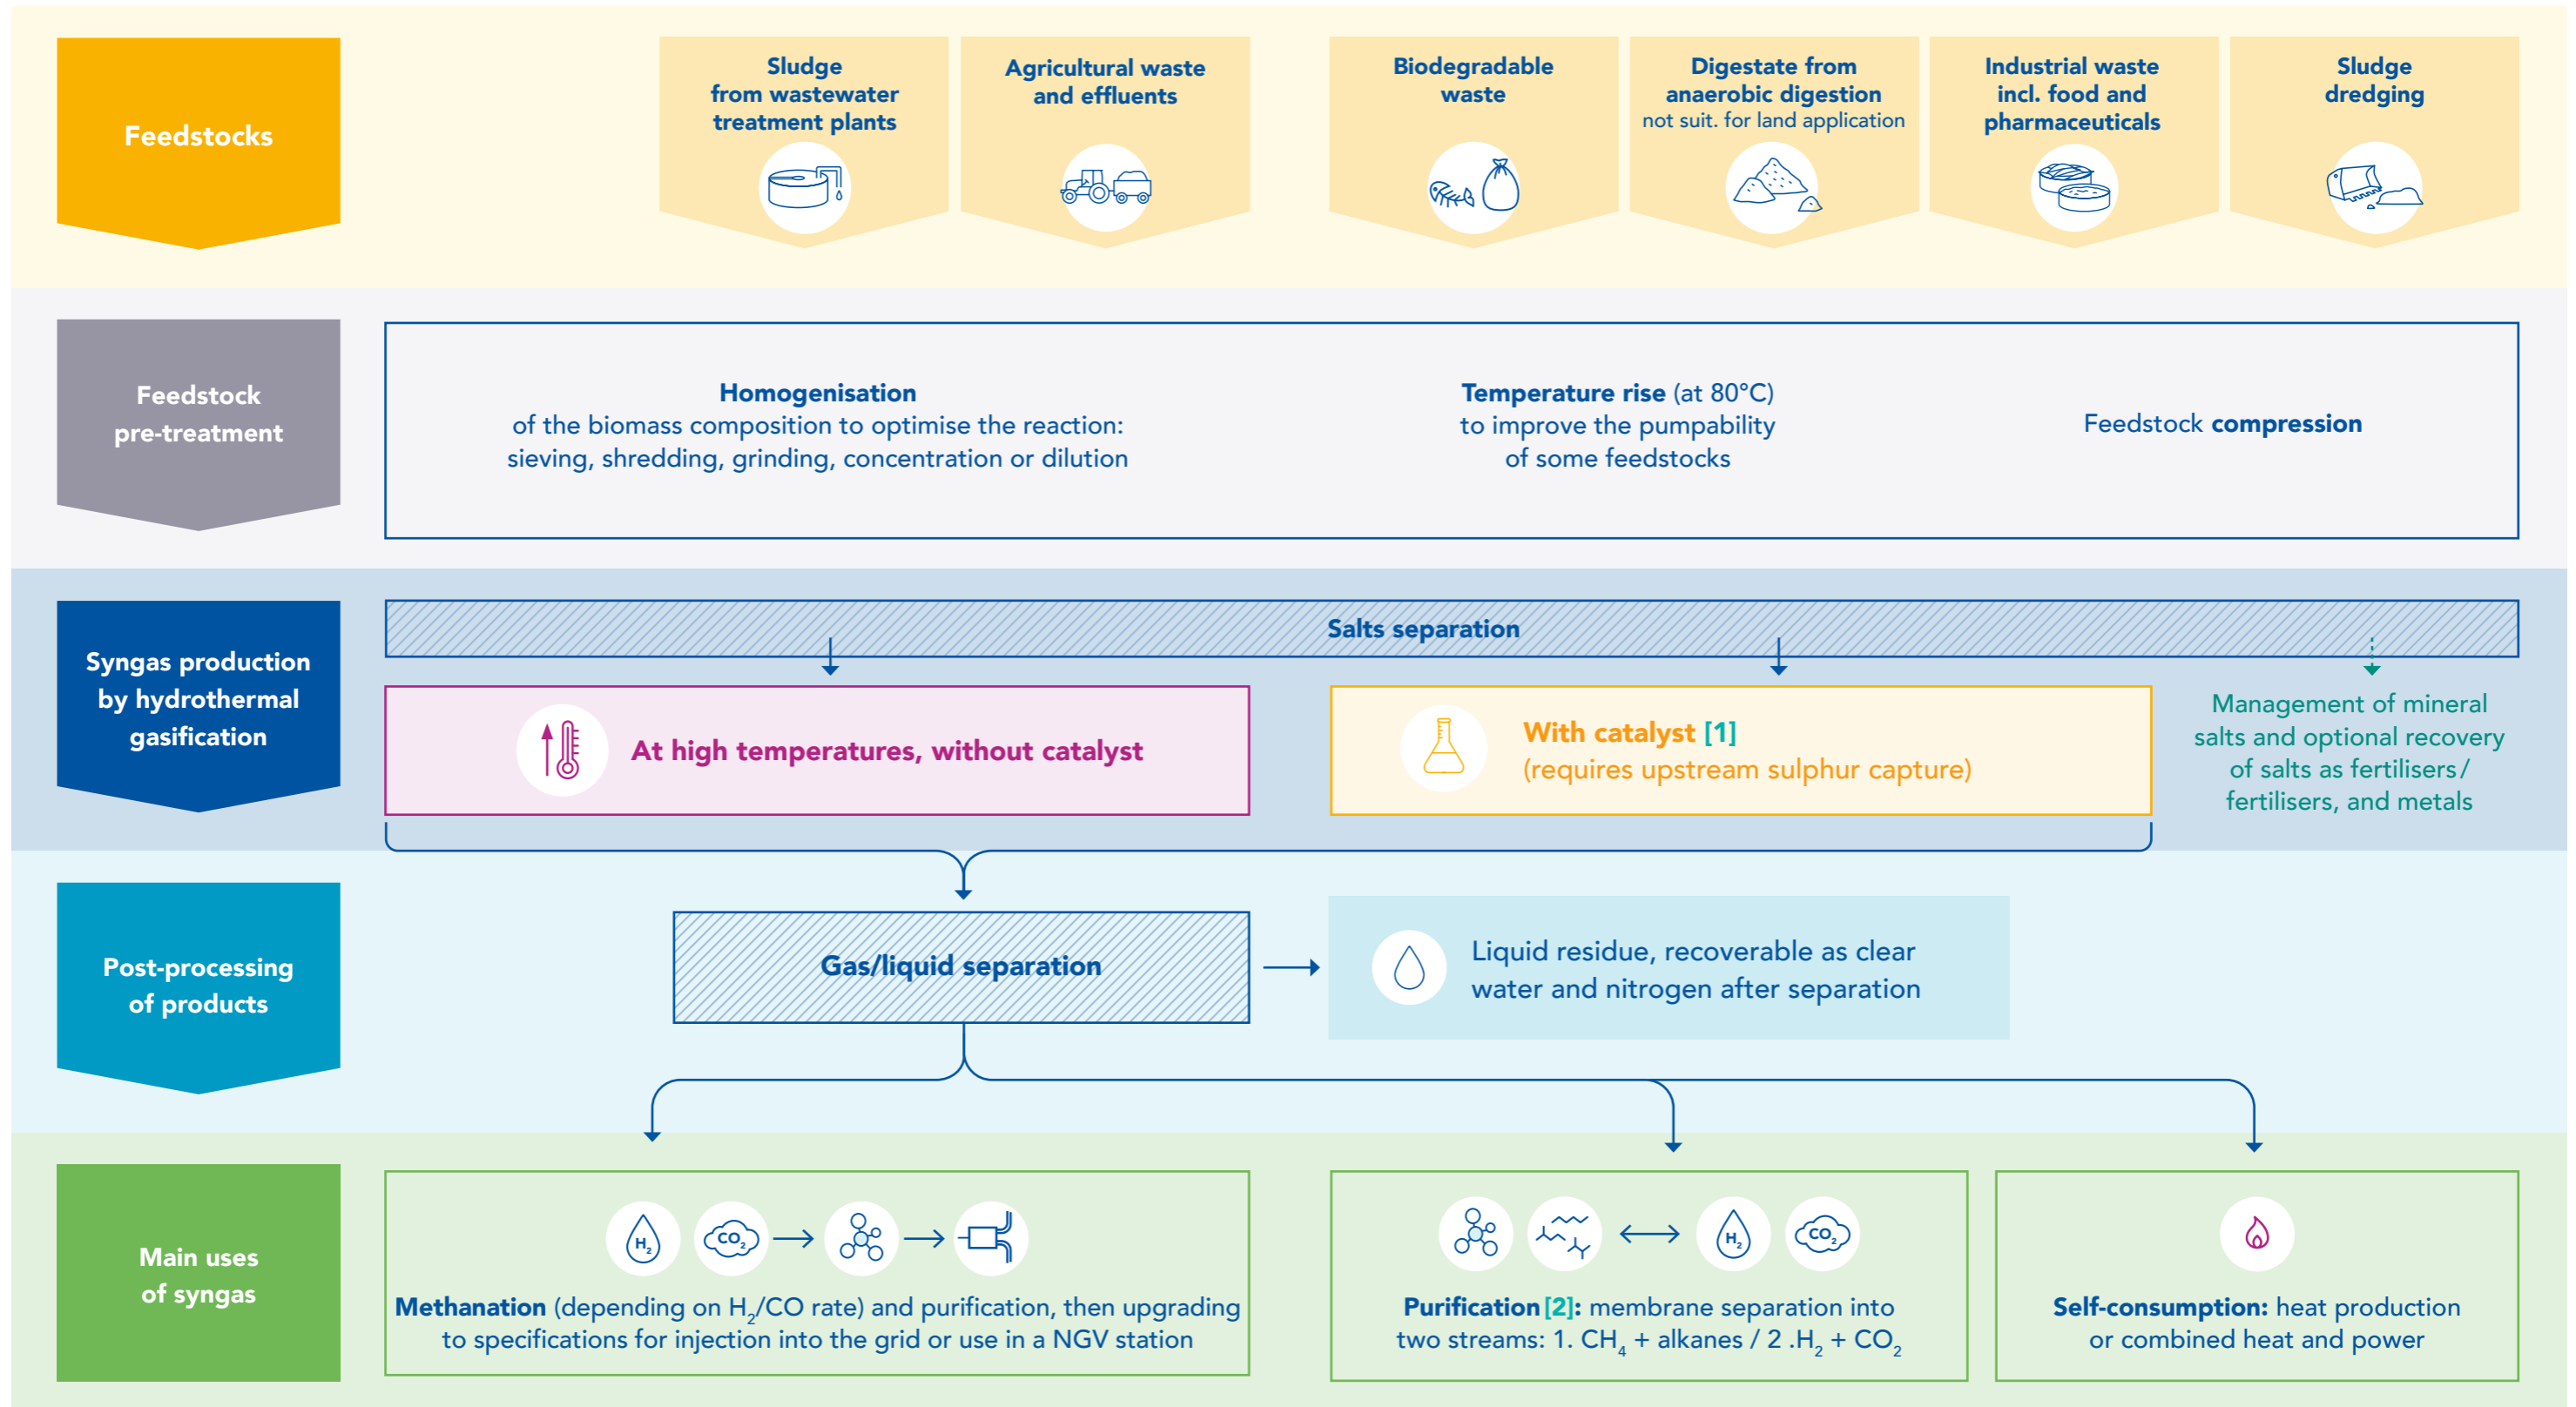 Feedstocks
Sludge
from wastewater
treatment plants
Agricultural waste
and effluents
Biodegradable
waste
Digestate from
anaerobic digestion
not suit. for land application
Industrial waste
incl. food and
pharmaceuticals
Sludge
dredging
Feedstock
pre-treatment
Homogenisation
of the biomass composition to optimise the reaction:
sieving, shredding, grinding, concentration or dilution
Temperature rise (at 80°C)
to improve the pumpability
of some feedstocks
Feedstock compression
Syngas production
by hydrothermal
gasification
Salts separation
At high temperatures, without catalyst
With catalyst [1]
(requires upstream sulphur capture)
Management of mineral
salts and optional recovery
of salts as fertilisers/
fertilisers, and metals
Post-processing
of products
Gas/liquid separation
Liquid residue, recoverable as clear
water and nitrogen after separation
Main uses
of syngas
H₂
CO₂
Methanation (depending on H₂/CO rate) and purification, then upgrading
to specifications for injection into the grid or use in a NGV station
H₂
CO₂
Purification [2]: membrane separation into
two streams: 1. CH₄ + alkanes / 2 .H₂ + CO₂
Self-consumption: heat production
or combined heat and power